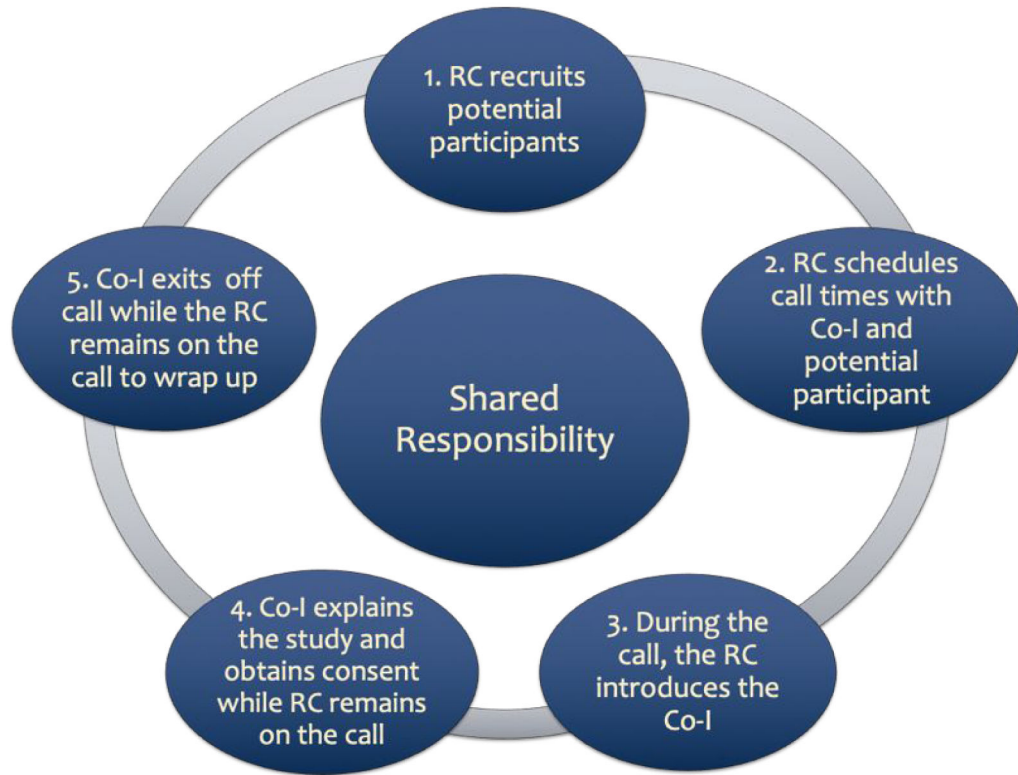 1. RC recruits
potential
participants
2. RC schedules
call times with
Co-I and
potential
participant
3. During the
call, the RC
introduces the
Co-I
4. Co-I explains
the study and
obtains consent
while RC remains
on the call
5. Co-I exits  off
call while the RC
remains on the
call to wrap up
Shared
Responsibility